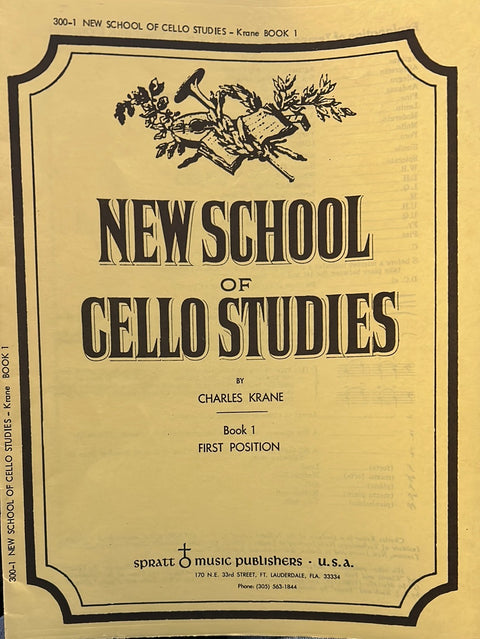 300-1 NEW SCHOOL OF CELLO STUDIES - Krane BOOK 1
NEW SCHOOL
OF
CELLO STUDIES
BY
CHARLES KRANE
Book 1
FIRST POSITION
SPRATT MUSIC PUBLISHERS · U.S.A.
170 N.E. 33rd STREET, FT. LAUDERDALE, FLA. 33334
Phone: (305) 563-1844
300-1 NEW SCHOOL OF CELLO STUDIES - Krane BOOK 1